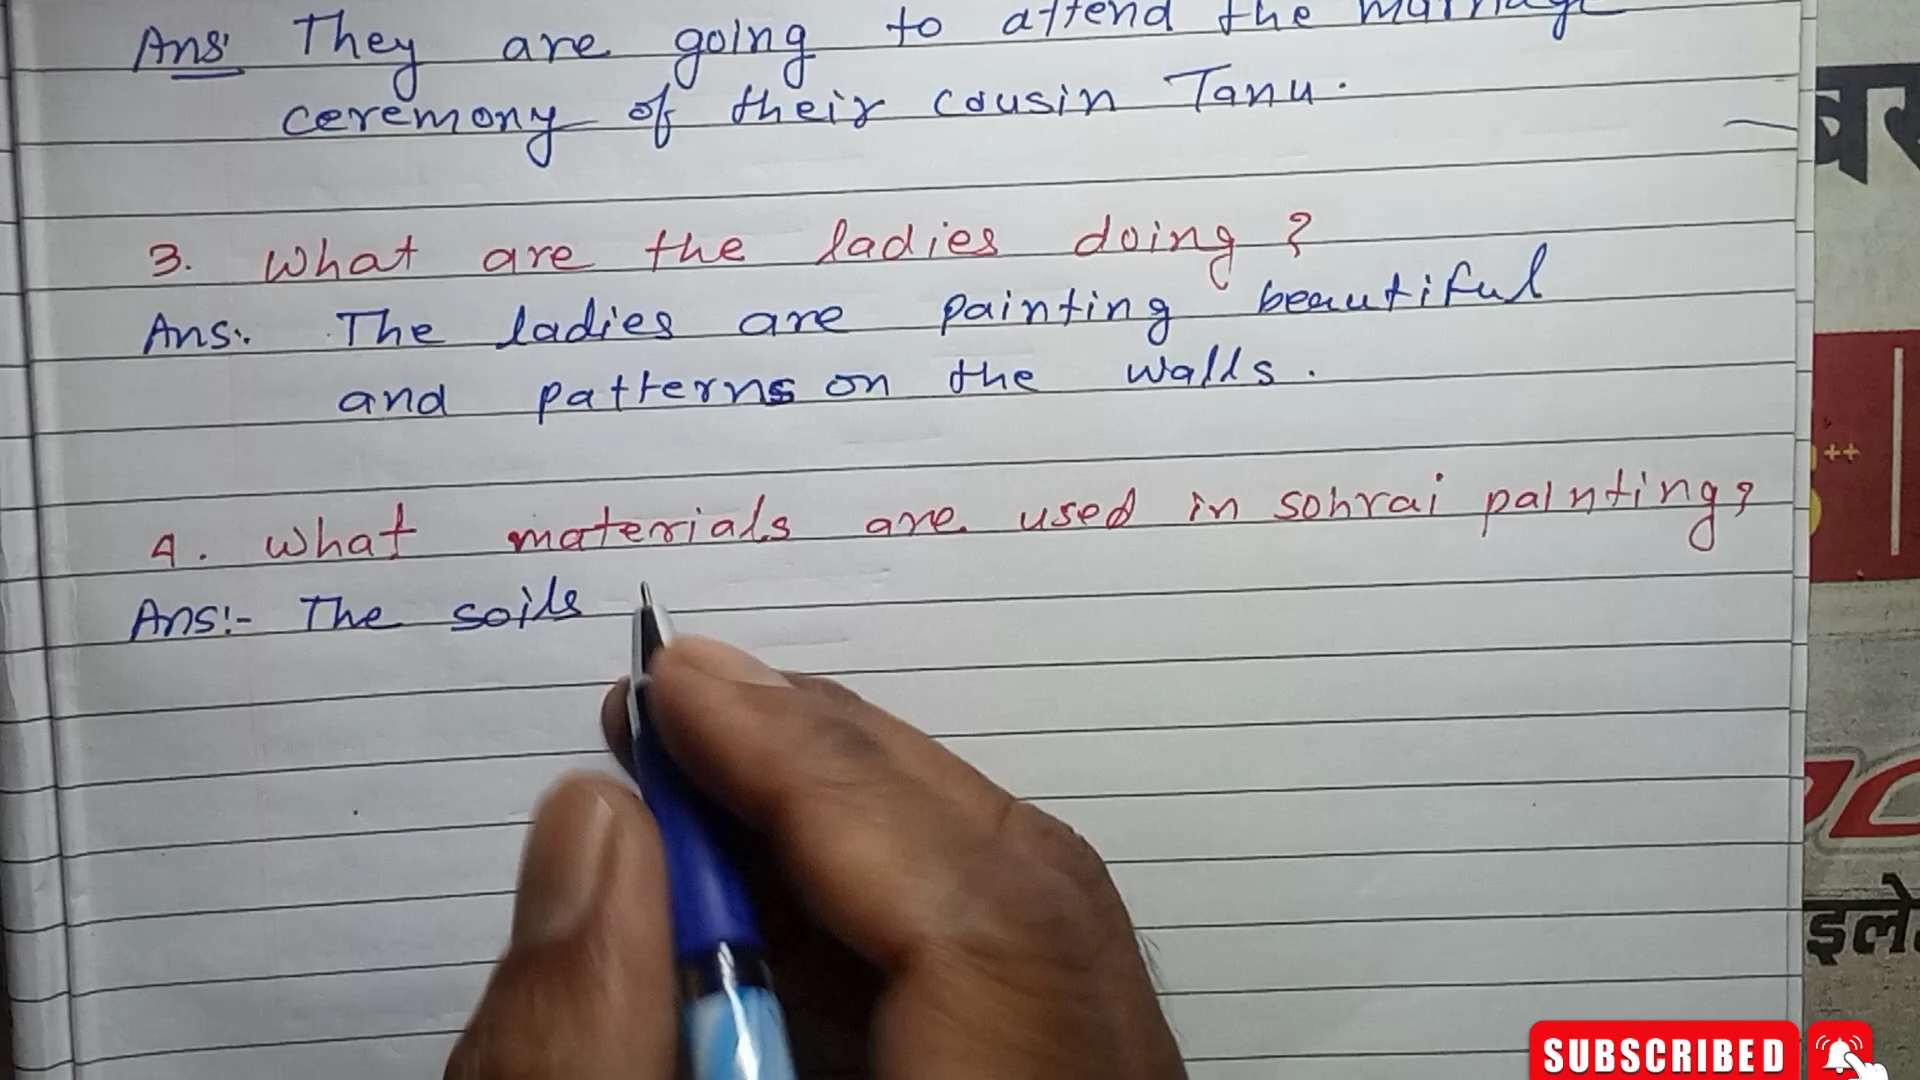 Ans: They are going to attend the marriage
ceremony of their cousin Tanu.
3. What are the ladies doing ?
Ans:. The ladies are painting beautiful
and patterns on the walls.
4. What materials are used in sohrai painting?
Ans:- The soils
++
SUBSCRIBED